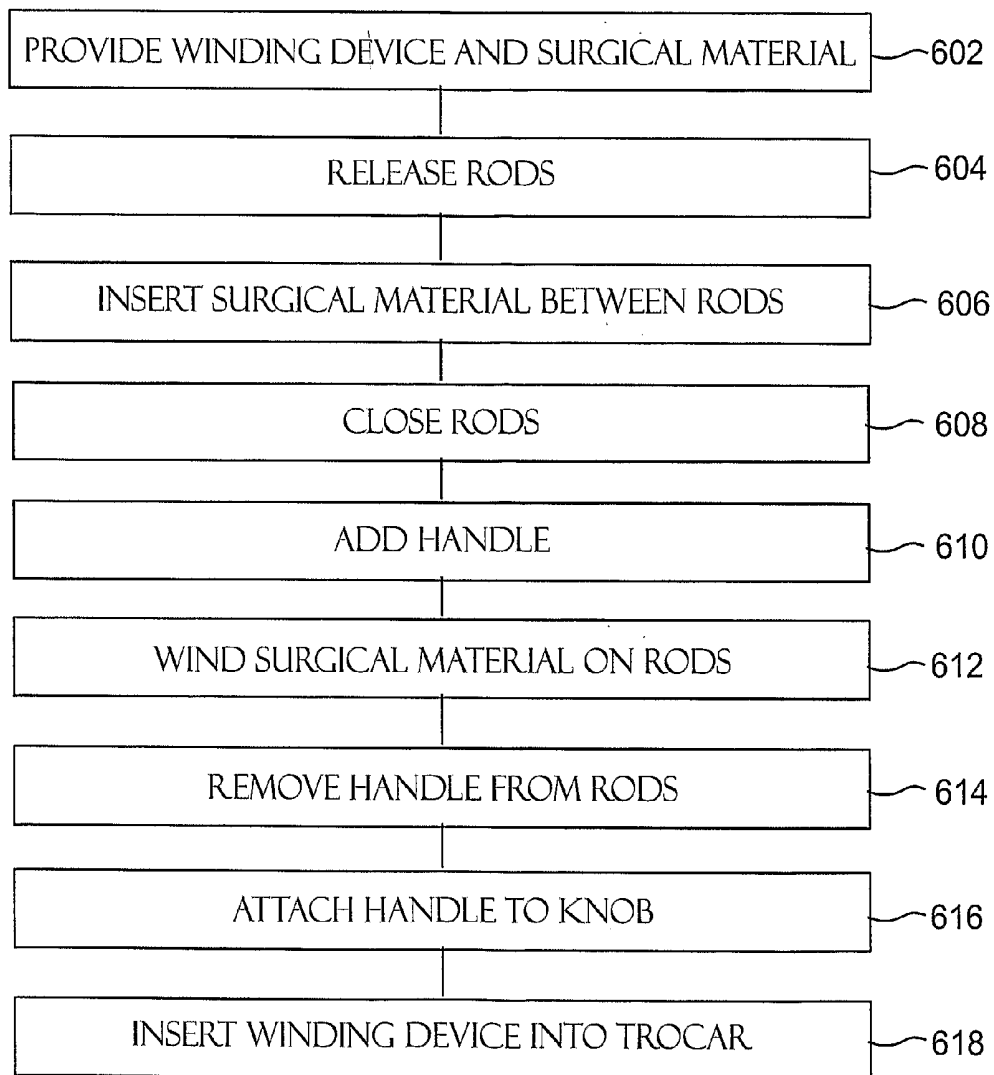 PROVIDE WINDING DEVICE AND SURGICAL MATERIAL 602
RELEASE RODS 604
INSERT SURGICAL MATERIAL BETWEEN RODS 606
CLOSE RODS 608
ADD HANDLE 610
WIND SURGICAL MATERIAL ON RODS 612
REMOVE HANDLE FROM RODS 614
ATTACH HANDLE TO KNOB 616
INSERT WINDING DEVICE INTO TROCAR 618